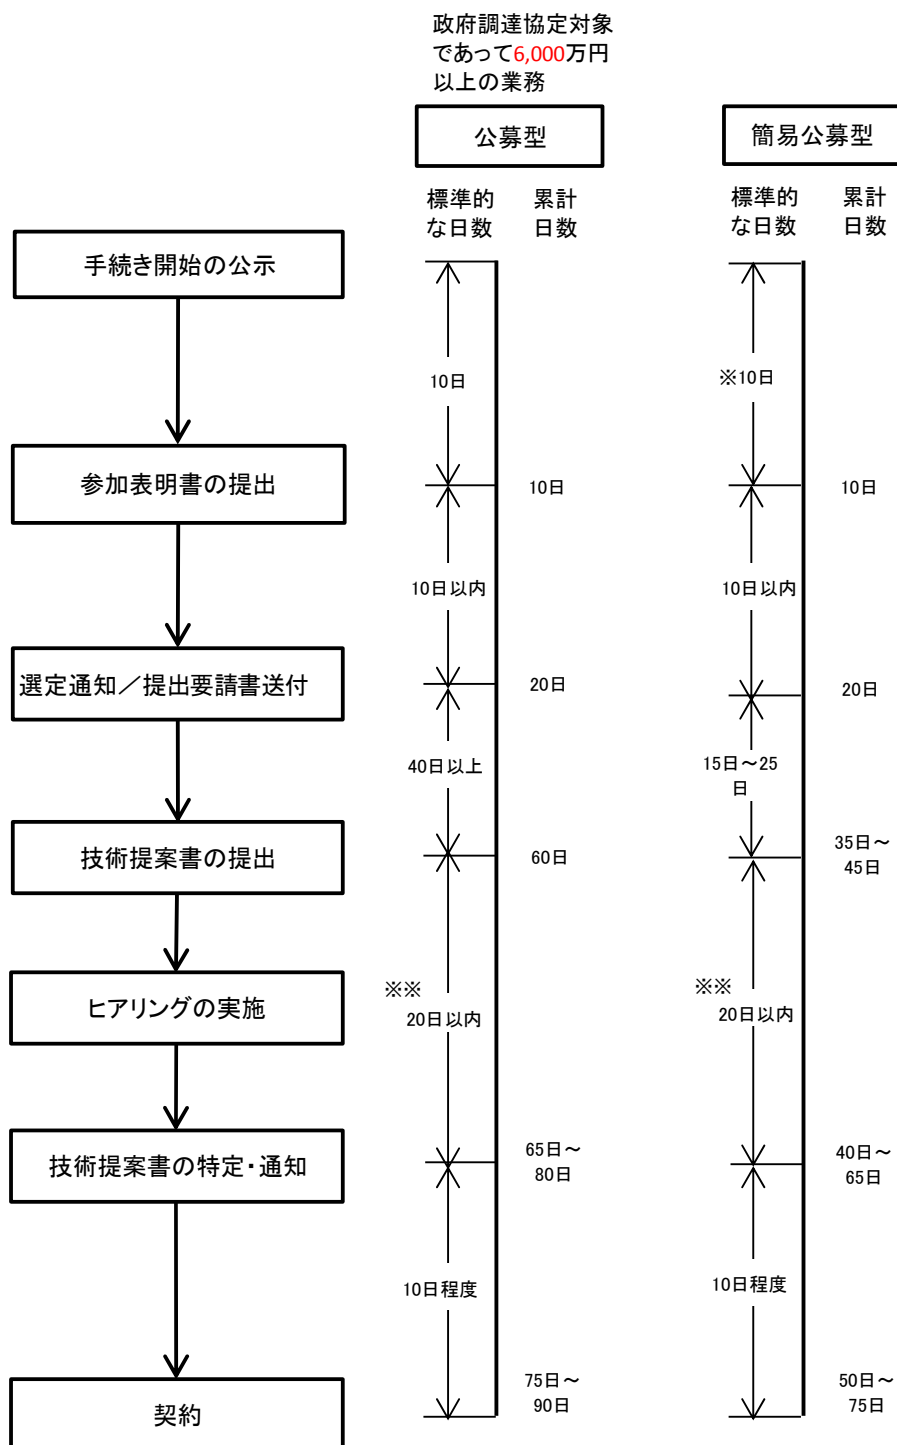 政府調達協定対象
であって6,000万円
以上の業務
公募型
簡易公募型
標準的
な日数
累計
日数
標準的
な日数
累計
日数
手続き開始の公示
10日
※10日
参加表明書の提出
10日
10日
10日以内
10日以内
選定通知／提出要請書送付
20日
20日
40日以上
15日～25
日
技術提案書の提出
60日
35日～
45日
ヒアリングの実施
※※
20日以内
※※
20日以内
技術提案書の特定・通知
65日～
80日
40日～
65日
10日程度
10日程度
契約
75日～
90日
50日～
75日